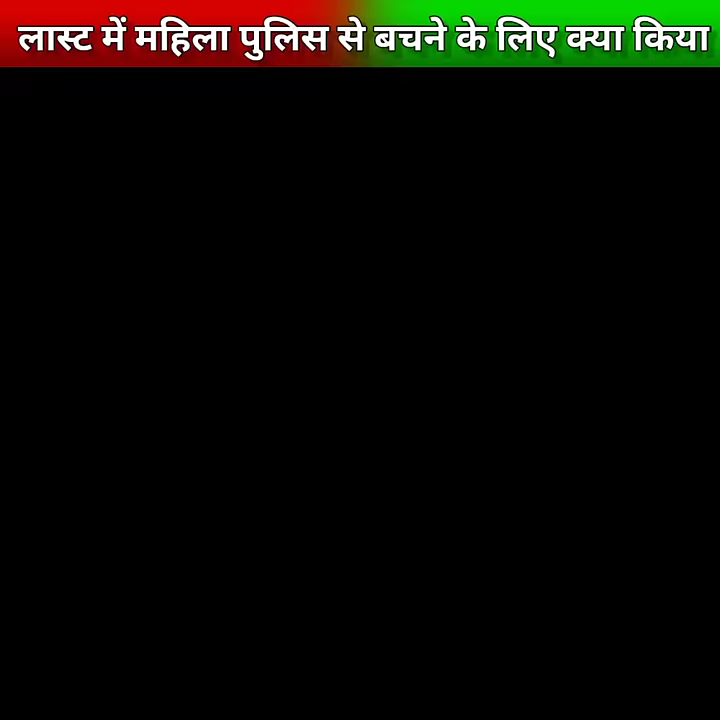 लास्ट में महिला पुलिस से बचने के लिए क्या किया